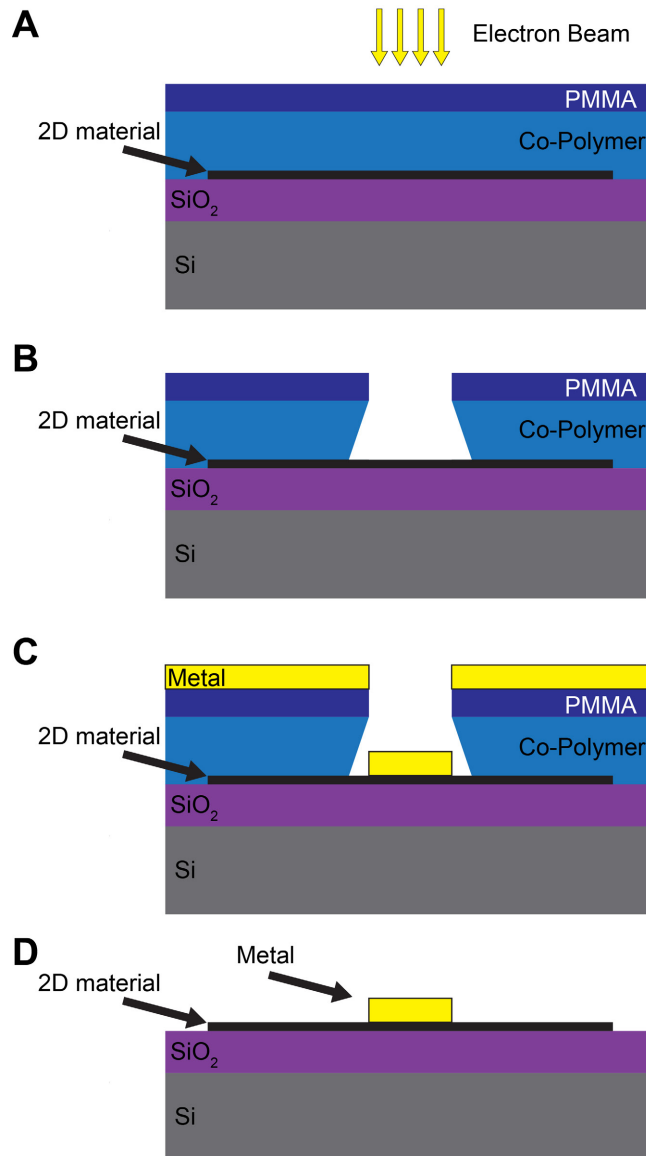 A
Electron Beam
PMMA
2D material
Co-Polymer
SiO₂
Si
B
PMMA
2D material
Co-Polymer
SiO₂
Si
C
Metal
PMMA
2D material
Co-Polymer
SiO₂
Si
D
Metal
2D material
SiO₂
Si